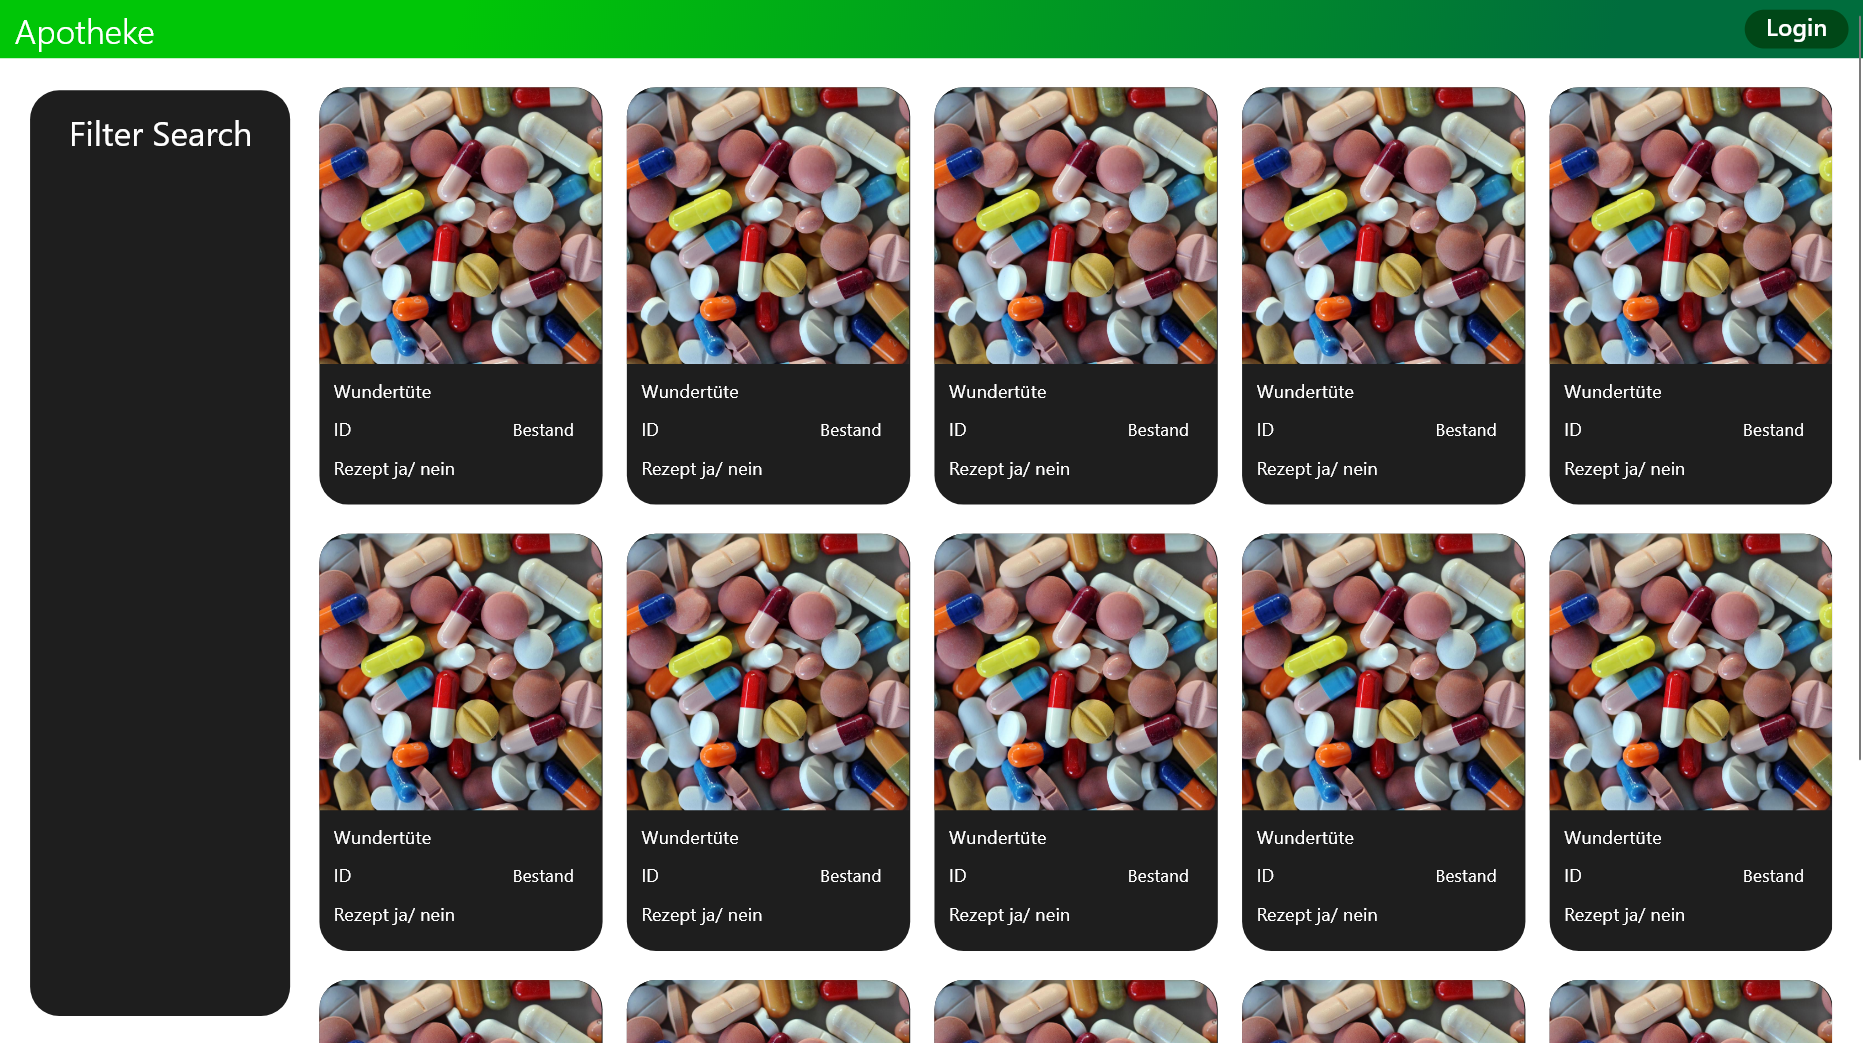 Apotheke
Login
Filter Search
Wundertüte
ID Bestand
Rezept ja/ nein
Wundertüte
ID Bestand
Rezept ja/ nein
Wundertüte
ID Bestand
Rezept ja/ nein
Wundertüte
ID Bestand
Rezept ja/ nein
Wundertüte
ID Bestand
Rezept ja/ nein
Wundertüte
ID Bestand
Rezept ja/ nein
Wundertüte
ID Bestand
Rezept ja/ nein
Wundertüte
ID Bestand
Rezept ja/ nein
Wundertüte
ID Bestand
Rezept ja/ nein
Wundertüte
ID Bestand
Rezept ja/ nein